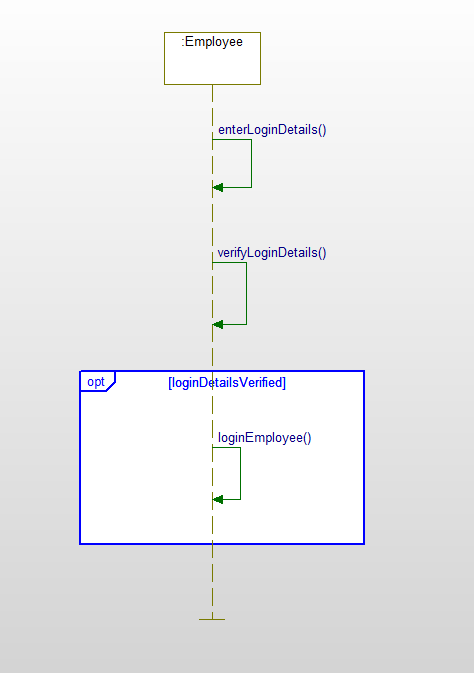 :Employee
enterLoginDetails()
verifyLoginDetails()
opt [loginDetailsVerified]
loginEmployee()